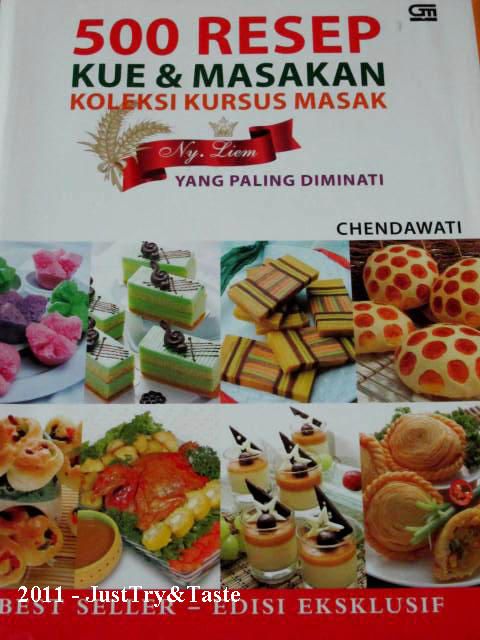 GM
500 RESEP
KUE & MASAKAN
KOLEKSI KURSUS MASAK
Ny. Liem
YANG PALING DIMINATI
CHENDAWATI
2011 - JustTry&Taste
BEST SELLER – EDISI EKSKLUSIF